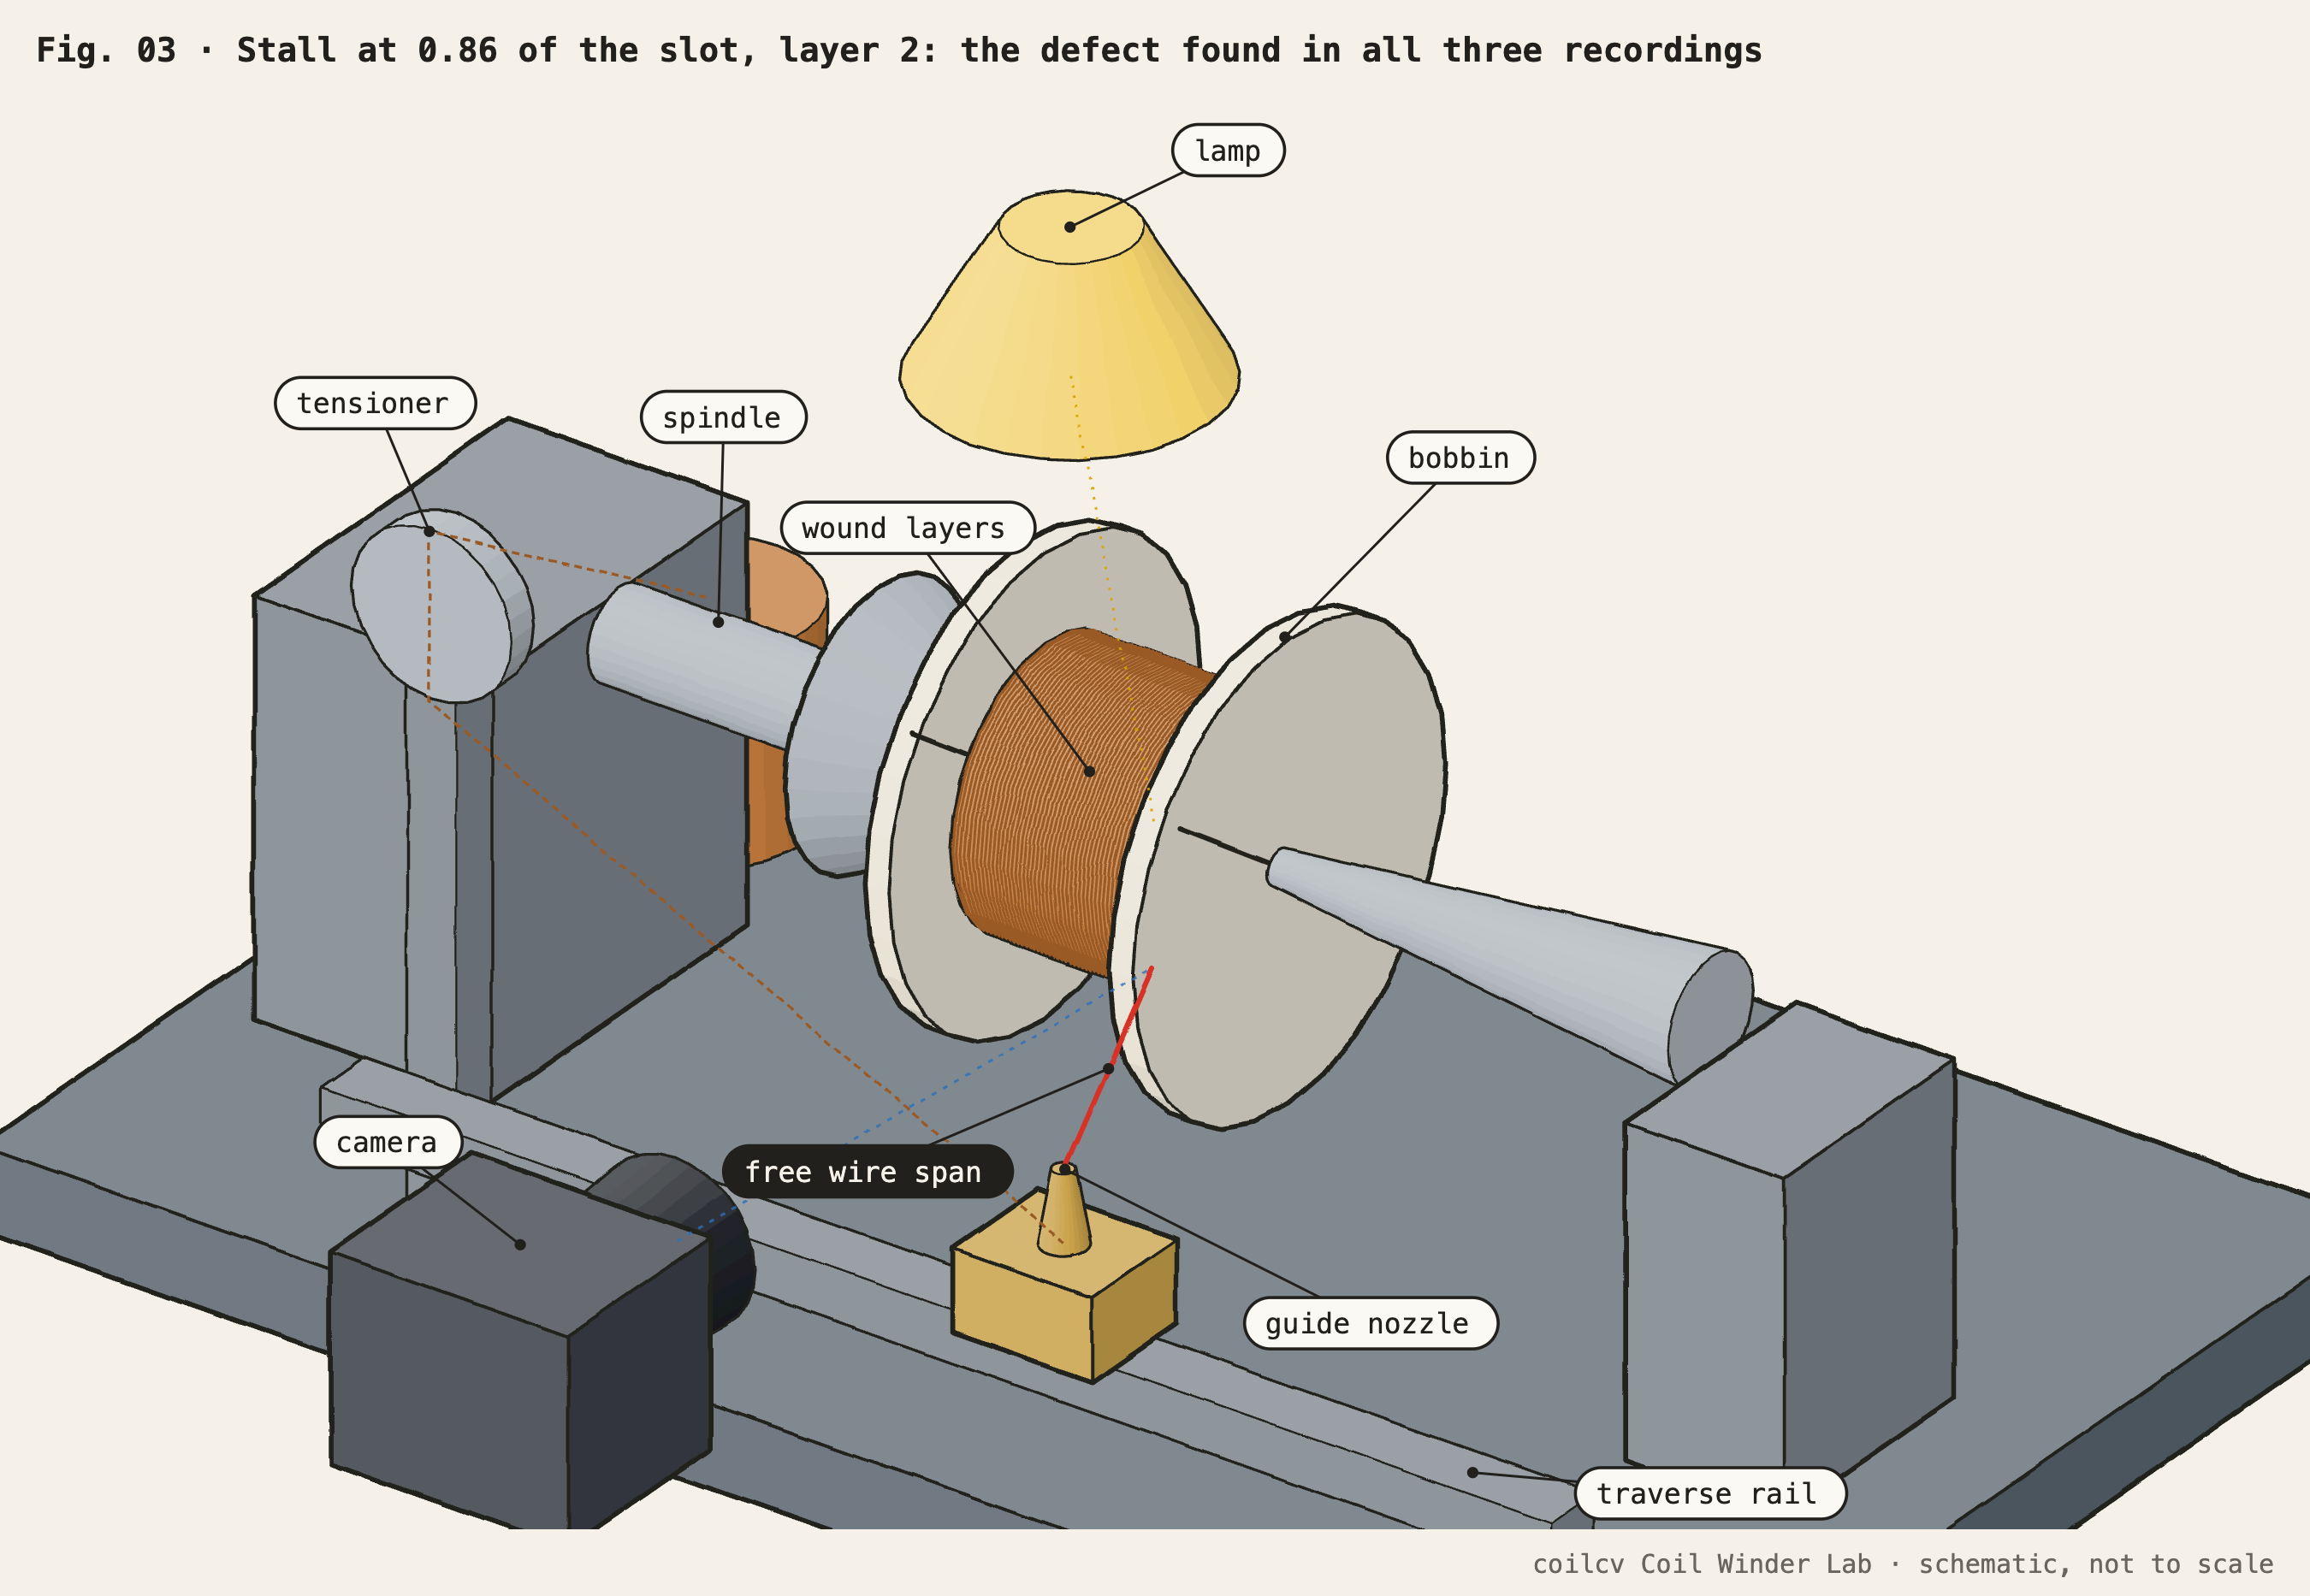 Fig. 03 · Stall at 0.86 of the slot, layer 2: the defect found in all three recordings
lamp
tensioner
spindle
bobbin
wound layers
camera
free wire span
guide nozzle
traverse rail
coilcv Coil Winder Lab · schematic, not to scale